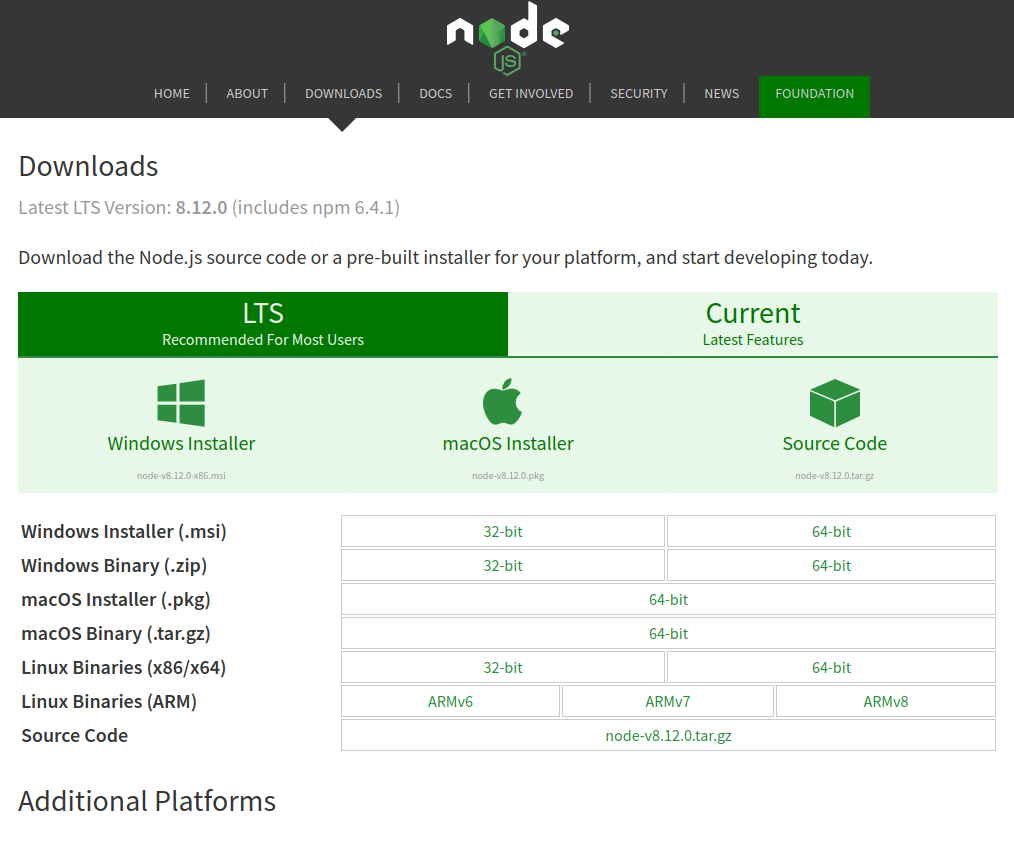 node
JS
HOME ABOUT DOWNLOADS DOCS GET INVOLVED SECURITY NEWS FOUNDATION
Downloads
Latest LTS Version: 8.12.0 (includes npm 6.4.1)
Download the Node.js source code or a pre-built installer for your platform, and start developing today.
LTS Current
Recommended For Most Users Latest Features
Windows Installer macOS Installer Source Code
node-v8.12.0-x86.msi node-v8.12.0.pkg node-v8.12.0.tar.gz
Windows Installer (.msi) 32-bit 64-bit
Windows Binary (.zip) 32-bit 64-bit
macOS Installer (.pkg) 64-bit
macOS Binary (.tar.gz) 64-bit
Linux Binaries (x86/x64) 32-bit 64-bit
Linux Binaries (ARM) ARMv6 ARMv7 ARMv8
Source Code node-v8.12.0.tar.gz
Additional Platforms